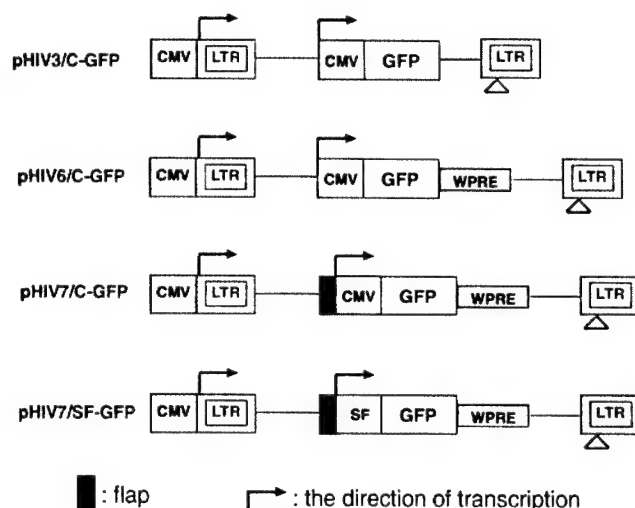 pHIV3/C-GFP CMV LTR CMV GFP LTR
pHIV6/C-GFP CMV LTR CMV GFP WPRE LTR
pHIV7/C-GFP CMV LTR CMV GFP WPRE LTR
pHIV7/SF-GFP CMV LTR SF GFP WPRE LTR
: flap : the direction of transcription